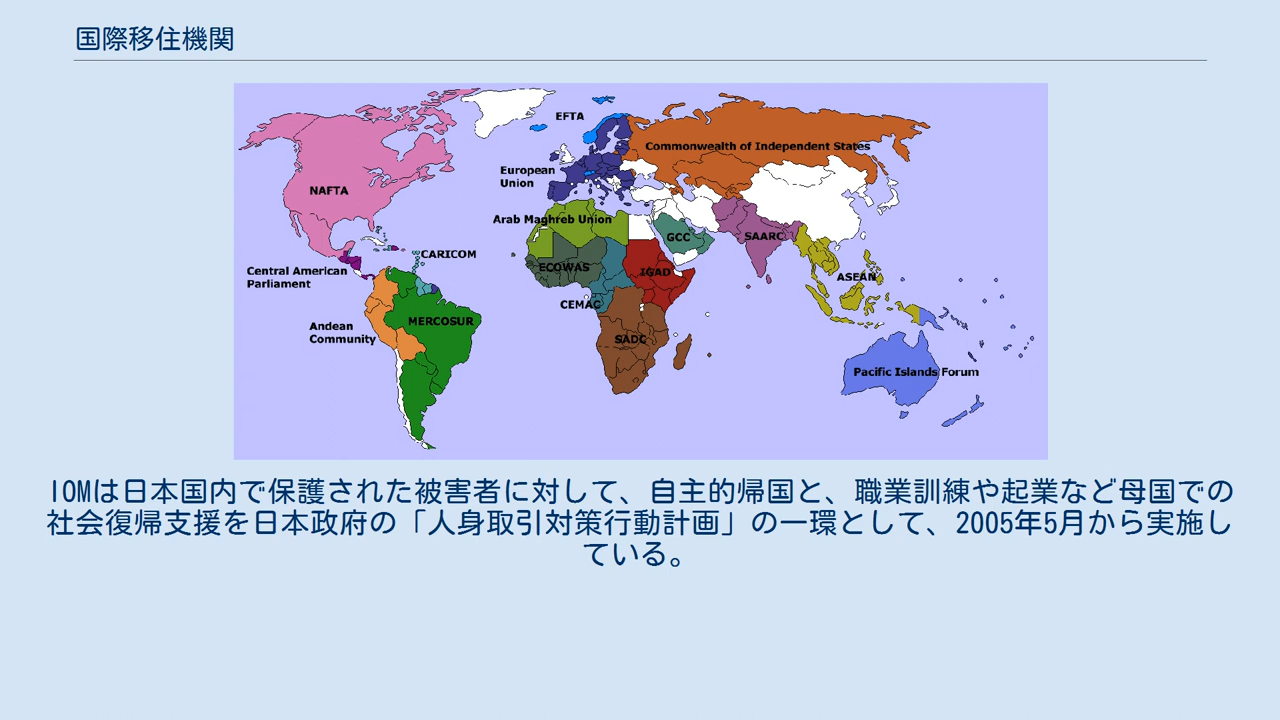 国際移住機関
EFTA
Commonwealth of Independent States
European
Union
NAFTA
Arab Maghreb Union
GCC
SAARC
CARICOM
ECOWAS
IGAD
Central American
Parliament
ASEAN
CEMAC
MERCOSUR
Andean
Community
SADC
Pacific Islands Forum
IOMは日本国内で保護された被害者に対して、自主的帰国と、職業訓練や起業など母国での
社会復帰支援を日本政府の「人身取引対策行動計画」の一環として、2005年5月から実施し
ている。